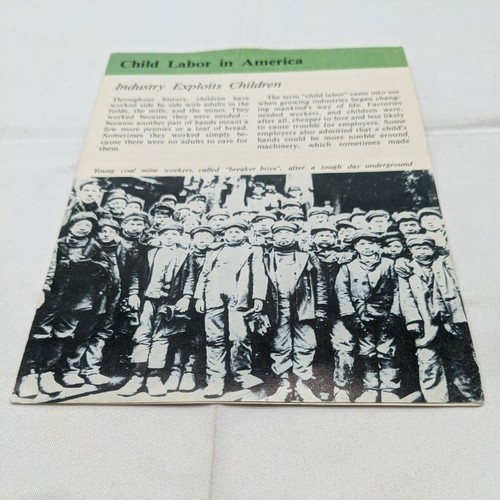 Child Labor in America
Industry Exploits Children
Throughout history, children have
worked side by side with adults in the
fields, the mills, and the mines. They
worked because they were needed—
because another pair of hands meant a
few more pennies or a loaf of bread.
Sometimes they worked simply be-
cause there were no adults to care for
them.
The term "child labor" came into use
when growing industries began chang-
ing mankind's way of life. Factories
needed workers, and children were,
after all, cheaper to hire and less likely
to cause trouble for employers. Some
employers also admitted that a child's
hands could be more nimble around
machinery, which sometimes made
Young coal mine workers, called "breaker boys", after a tough day underground